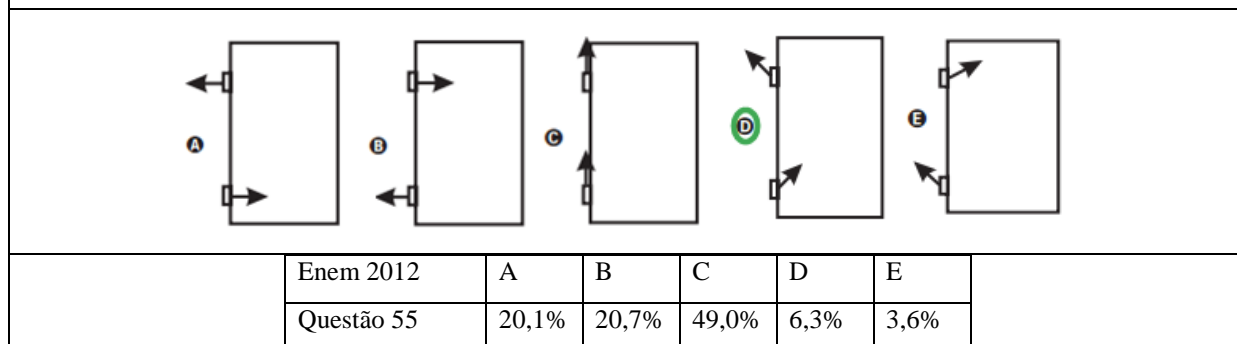 A B C D E
Enem 2012 A B C D E
Questão 55 20,1% 20,7% 49,0% 6,3% 3,6%